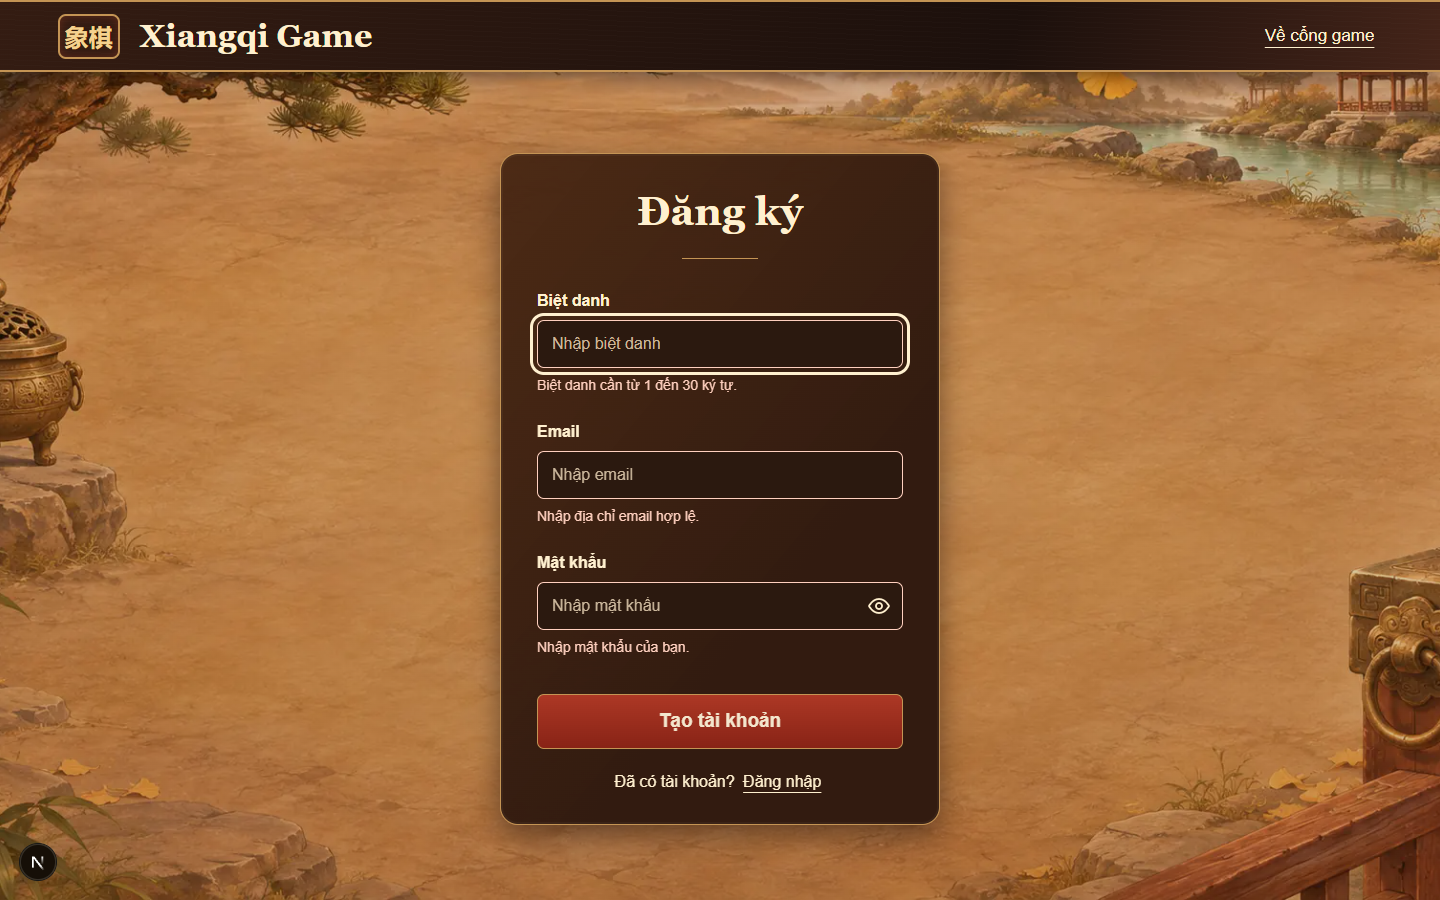 象棋 Xiangqi Game
Về cổng game
Đăng ký
Biệt danh
Nhập biệt danh
Biệt danh cần từ 1 đến 30 ký tự.
Email
Nhập email
Nhập địa chỉ email hợp lệ.
Mật khẩu
Nhập mật khẩu
Nhập mật khẩu của bạn.
Tạo tài khoản
Đã có tài khoản? Đăng nhập
N